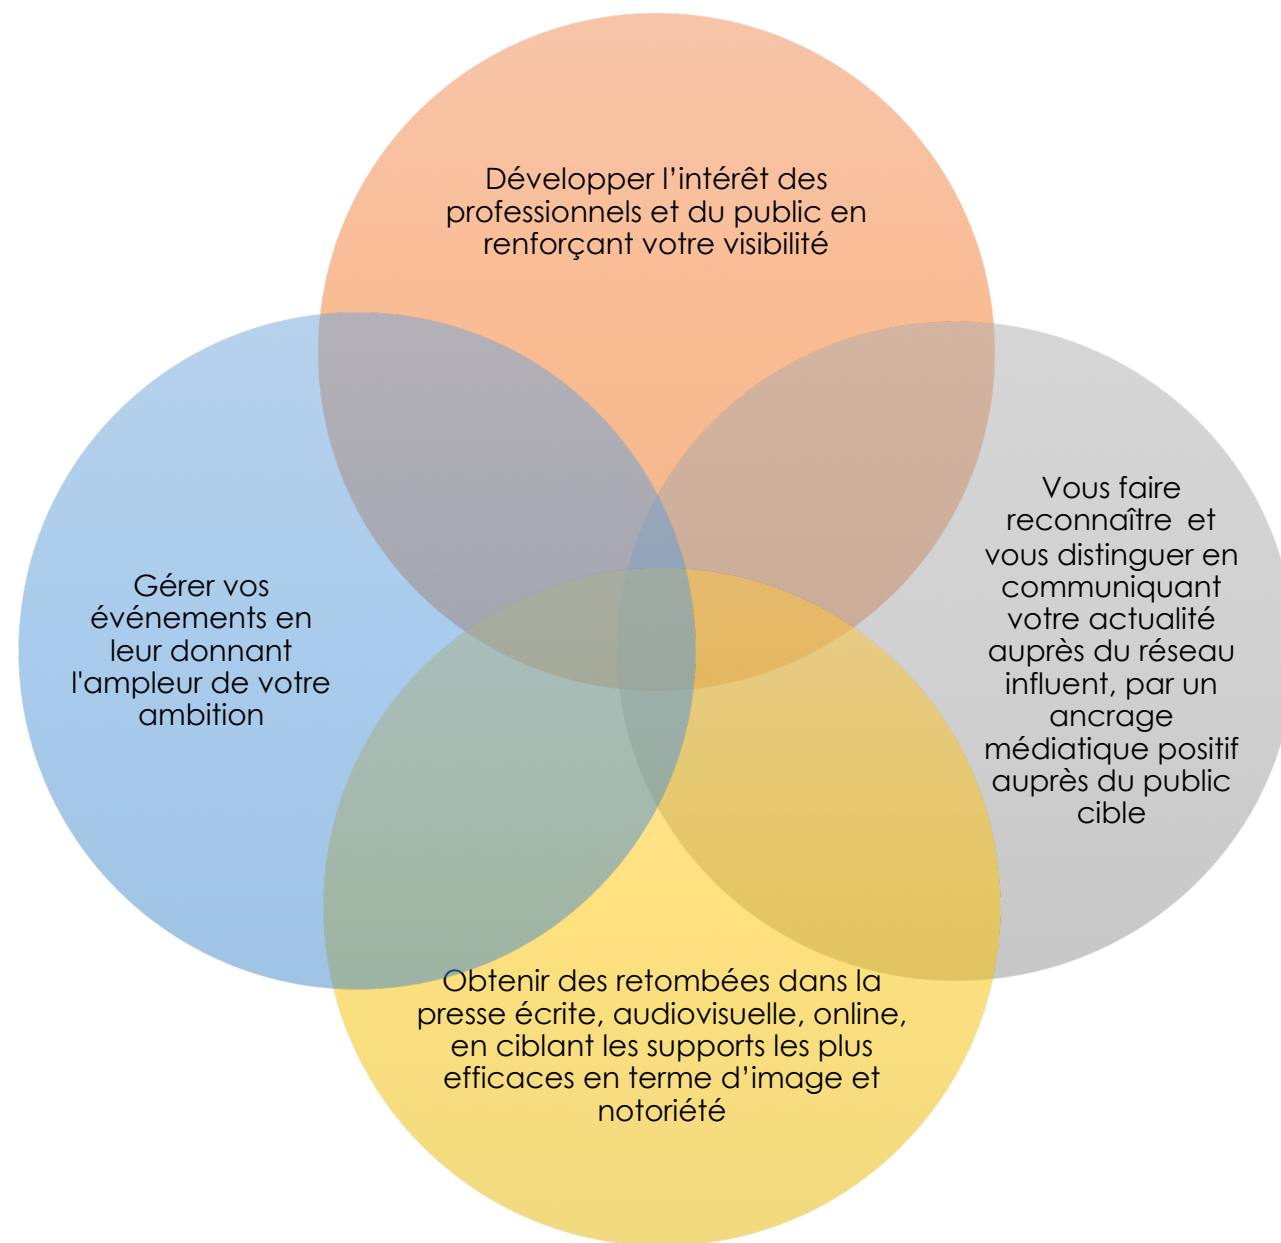 Développer l’intérêt des
professionnels et du public en
renforçant votre visibilité
Vous faire
reconnaître et
vous distinguer en
communiquant
votre actualité
auprès du réseau
influent, par un
ancrage
médiatique positif
auprès du public
cible
Gérer vos
événements en
leur donnant
l'ampleur de votre
ambition
Obtenir des retombées dans la
presse écrite, audiovisuelle, online,
en ciblant les supports les plus
efficaces en terme d’image et
notoriété